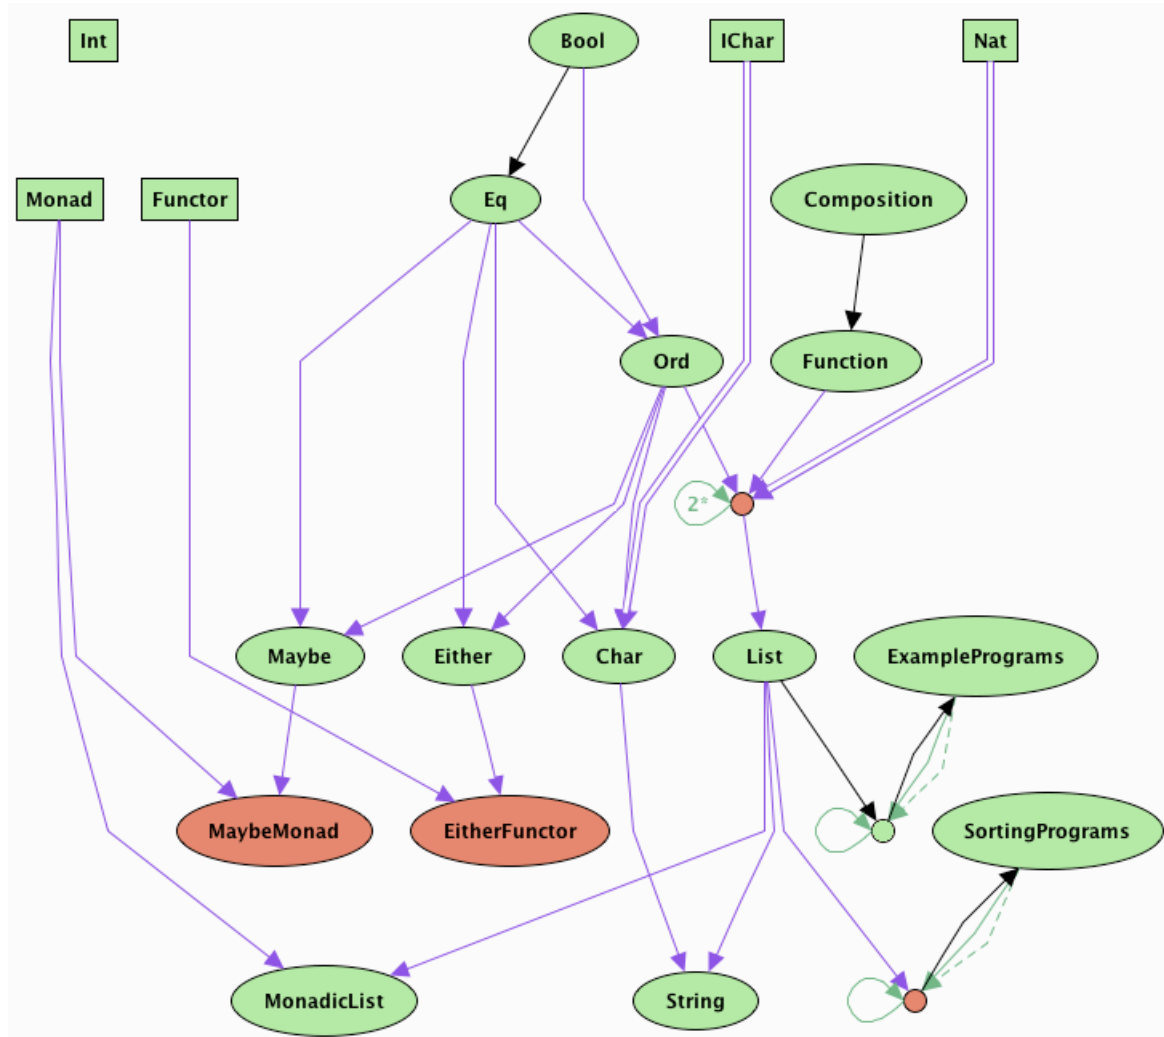 Int
Bool
IChar
Nat
Monad
Functor
Eq
Composition
Ord
Function
2*
Maybe
Either
Char
List
ExamplePrograms
MaybeMonad
EitherFunctor
SortingPrograms
MonadicList
String